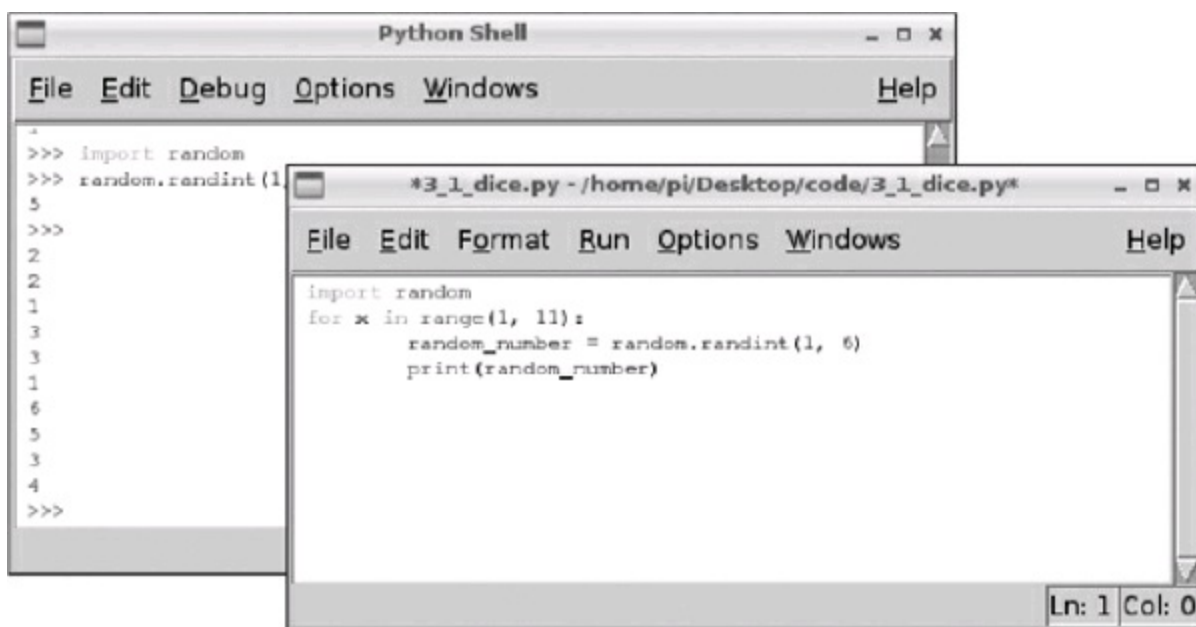 Python Shell
File Edit Debug Options Windows Help
>>> import random
>>> random.randint(1,
5
>>>
2
2
1
3
3
1
6
5
3
4
>>>
*3_1_dice.py - /home/pi/Desktop/code/3_1_dice.py*
File Edit Format Run Options Windows Help
import random
for x in range(1, 11):
random_number = random.randint(1, 6)
print(random_number)
Ln: 1 Col: 0